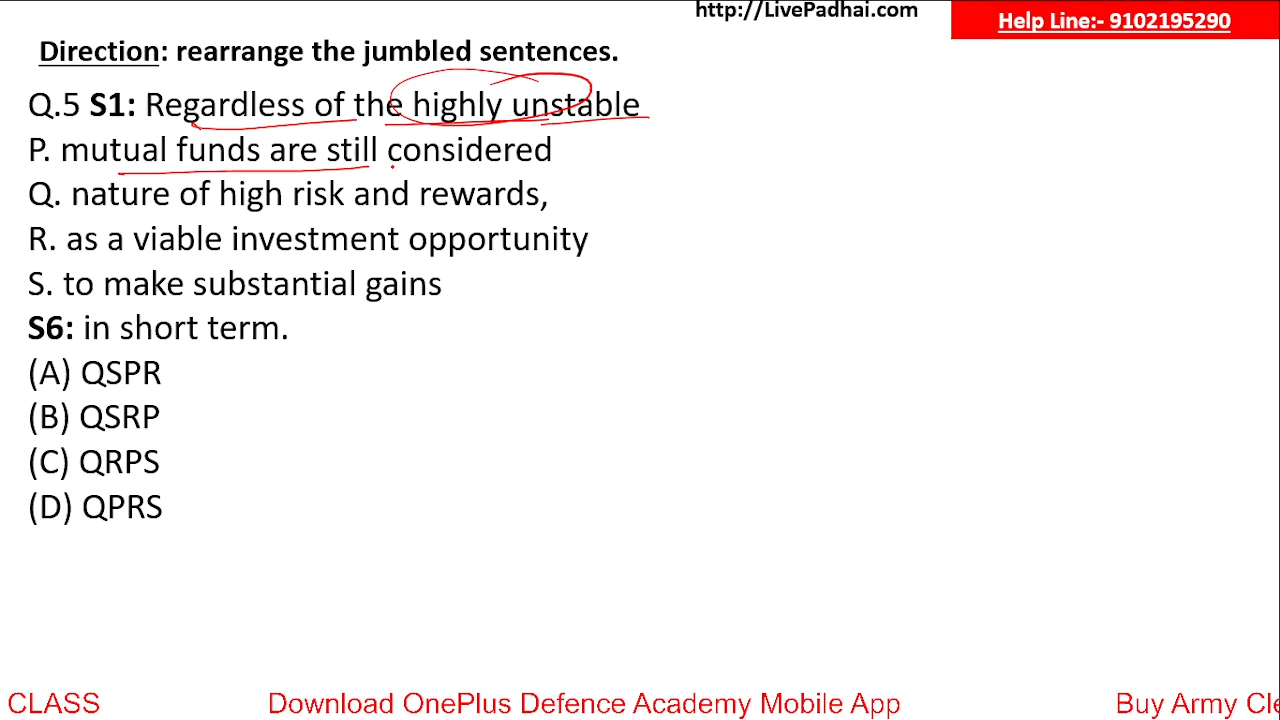 http://LivePadhai.com
Help Line:- 9102195290
Direction: rearrange the jumbled sentences.
Q.5 S1: Regardless of the highly unstable
P. mutual funds are still considered
Q. nature of high risk and rewards,
R. as a viable investment opportunity
S. to make substantial gains
S6: in short term.
(A) QSPR
(B) QSRP
(C) QRPS
(D) QPRS
CLASS Download OnePlus Defence Academy Mobile App Buy Army Cle